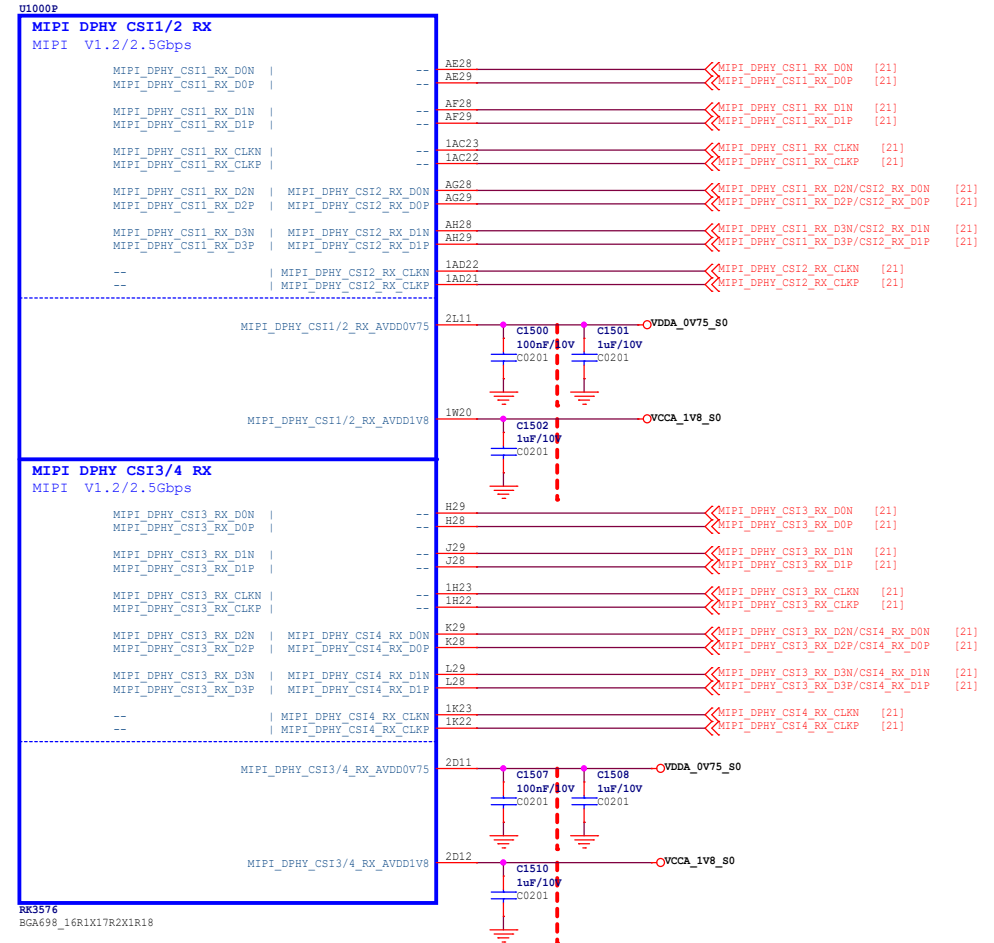 U1000P
MIPI DPHY CSI1/2 RX
MIPI V1.2/2.5Gbps
MIPI_DPHY_CSI1_RX_D0N | -- AE28 MIPI_DPHY_CSI1_RX_D0N [21]
MIPI_DPHY_CSI1_RX_D0P | -- AE29 MIPI_DPHY_CSI1_RX_D0P [21]
MIPI_DPHY_CSI1_RX_D1N | -- AF28 MIPI_DPHY_CSI1_RX_D1N [21]
MIPI_DPHY_CSI1_RX_D1P | -- AF29 MIPI_DPHY_CSI1_RX_D1P [21]
MIPI_DPHY_CSI1_RX_CLKN | -- 1AC23 MIPI_DPHY_CSI1_RX_CLKN [21]
MIPI_DPHY_CSI1_RX_CLKP | -- 1AC22 MIPI_DPHY_CSI1_RX_CLKP [21]
MIPI_DPHY_CSI1_RX_D2N | MIPI_DPHY_CSI2_RX_D0N AG28 MIPI_DPHY_CSI1_RX_D2N/CSI2_RX_D0N [21]
MIPI_DPHY_CSI1_RX_D2P | MIPI_DPHY_CSI2_RX_D0P AG29 MIPI_DPHY_CSI1_RX_D2P/CSI2_RX_D0P [21]
MIPI_DPHY_CSI1_RX_D3N | MIPI_DPHY_CSI2_RX_D1N AH28 MIPI_DPHY_CSI1_RX_D3N/CSI2_RX_D1N [21]
MIPI_DPHY_CSI1_RX_D3P | MIPI_DPHY_CSI2_RX_D1P AH29 MIPI_DPHY_CSI1_RX_D3P/CSI2_RX_D1P [21]
-- | MIPI_DPHY_CSI2_RX_CLKN 1AD22 MIPI_DPHY_CSI2_RX_CLKN [21]
-- | MIPI_DPHY_CSI2_RX_CLKP 1AD21 MIPI_DPHY_CSI2_RX_CLKP [21]
MIPI_DPHY_CSI1/2_RX_AVDD0V75 2L11 VDDA_0V75_S0
C1500 C1501
100nF/10V 1uF/10V
C0201 C0201
MIPI_DPHY_CSI1/2_RX_AVDD1V8 1W20 VCCA_1V8_S0
C1502
1uF/10V
C0201
MIPI DPHY CSI3/4 RX
MIPI V1.2/2.5Gbps
MIPI_DPHY_CSI3_RX_D0N | -- H29 MIPI_DPHY_CSI3_RX_D0N [21]
MIPI_DPHY_CSI3_RX_D0P | -- H28 MIPI_DPHY_CSI3_RX_D0P [21]
MIPI_DPHY_CSI3_RX_D1N | -- J29 MIPI_DPHY_CSI3_RX_D1N [21]
MIPI_DPHY_CSI3_RX_D1P | -- J28 MIPI_DPHY_CSI3_RX_D1P [21]
MIPI_DPHY_CSI3_RX_CLKN | -- 1H23 MIPI_DPHY_CSI3_RX_CLKN [21]
MIPI_DPHY_CSI3_RX_CLKP | -- 1H22 MIPI_DPHY_CSI3_RX_CLKP [21]
MIPI_DPHY_CSI3_RX_D2N | MIPI_DPHY_CSI4_RX_D0N K29 MIPI_DPHY_CSI3_RX_D2N/CSI4_RX_D0N [21]
MIPI_DPHY_CSI3_RX_D2P | MIPI_DPHY_CSI4_RX_D0P K28 MIPI_DPHY_CSI3_RX_D2P/CSI4_RX_D0P [21]
MIPI_DPHY_CSI3_RX_D3N | MIPI_DPHY_CSI4_RX_D1N L29 MIPI_DPHY_CSI3_RX_D3N/CSI4_RX_D1N [21]
MIPI_DPHY_CSI3_RX_D3P | MIPI_DPHY_CSI4_RX_D1P L28 MIPI_DPHY_CSI3_RX_D3P/CSI4_RX_D1P [21]
-- | MIPI_DPHY_CSI4_RX_CLKN 1K23 MIPI_DPHY_CSI4_RX_CLKN [21]
-- | MIPI_DPHY_CSI4_RX_CLKP 1K22 MIPI_DPHY_CSI4_RX_CLKP [21]
MIPI_DPHY_CSI3/4_RX_AVDD0V75 2D11 VDDA_0V75_S0
C1507 C1508
100nF/10V 1uF/10V
C0201 C0201
MIPI_DPHY_CSI3/4_RX_AVDD1V8 2D12 VCCA_1V8_S0
C1510
1uF/10V
C0201
RK3576
BGA698_16R1X17R2X1R18